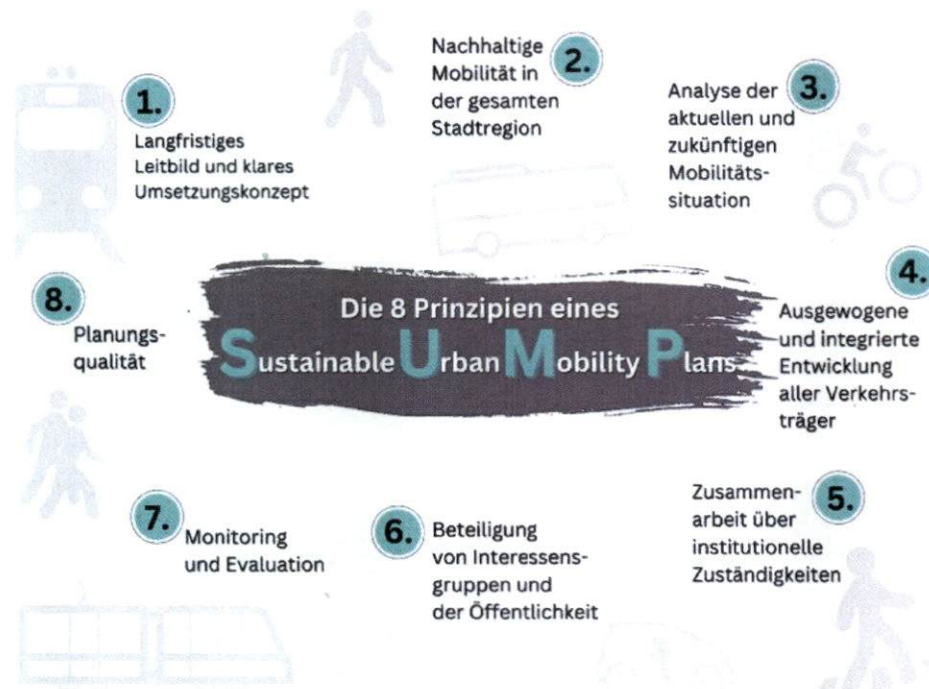 1.
Langfristiges
Leitbild und klares
Umsetzungskonzept
2.
Nachhaltige
Mobilität in
der gesamten
Stadtregion
3.
Analyse der
aktuellen und
zukünftigen
Mobilitäts-
situation
Die 8 Prinzipien eines
Sustainable Urban Mobility Plans
4.
Ausgewogene
und integrierte
Entwicklung
aller Verkehrs-
träger
5.
Zusammen-
arbeit über
institutionelle
Zuständigkeiten
6.
Beteiligung
von Interessens-
gruppen und
der Öffentlichkeit
7.
Monitoring
und Evaluation
8.
Planungs-
qualität